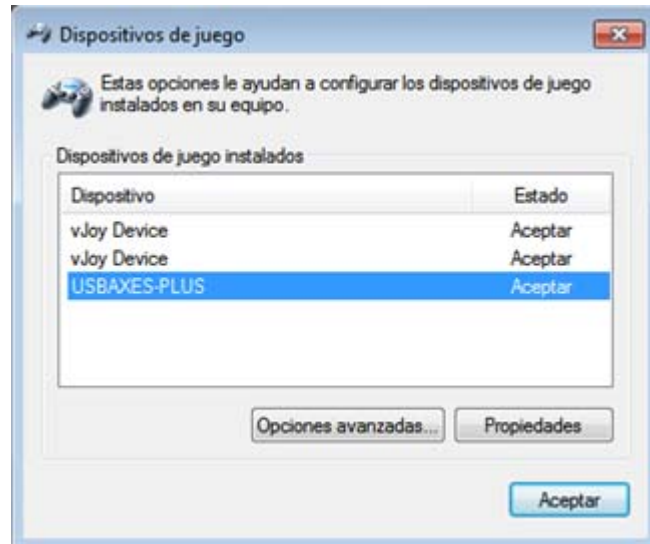 Dispositivos de juego
Estas opciones le ayudan a configurar los dispositivos de juego
instalados en su equipo.
Dispositivos de juego instalados
Dispositivo Estado
vJoy Device Aceptar
vJoy Device Aceptar
USBAXES-PLUS Aceptar
Opciones avanzadas... Propiedades
Aceptar